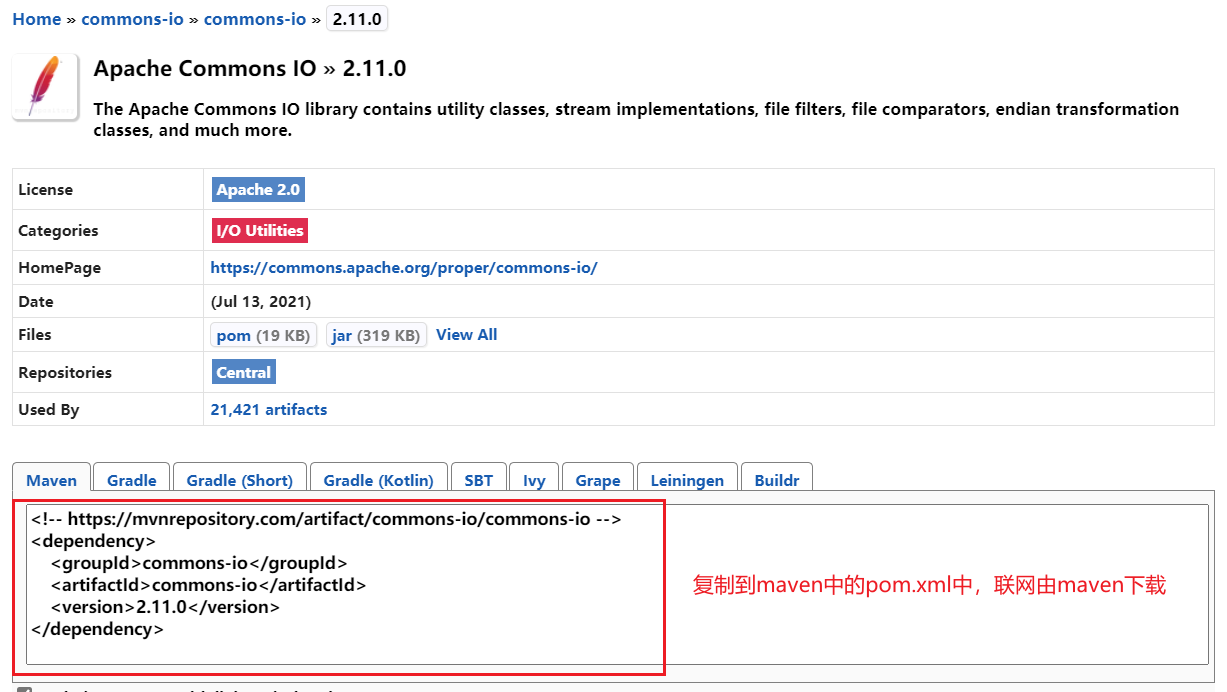 Home » commons-io » commons-io » 2.11.0
Apache Commons IO » 2.11.0
The Apache Commons IO library contains utility classes, stream implementations, file filters, file comparators, endian transformation
classes, and much more.
License Apache 2.0
Categories I/O Utilities
HomePage https://commons.apache.org/proper/commons-io/
Date (Jul 13, 2021)
Files pom (19 KB) jar (319 KB) View All
Repositories Central
Used By 21,421 artifacts
Maven Gradle Gradle (Short) Gradle (Kotlin) SBT Ivy Grape Leiningen Buildr
<!-- https://mvnrepository.com/artifact/commons-io/commons-io -->
<dependency>
    <groupId>commons-io</groupId>
    <artifactId>commons-io</artifactId>
    <version>2.11.0</version>
</dependency>
复制到maven中的pom.xml中，联网由maven下载